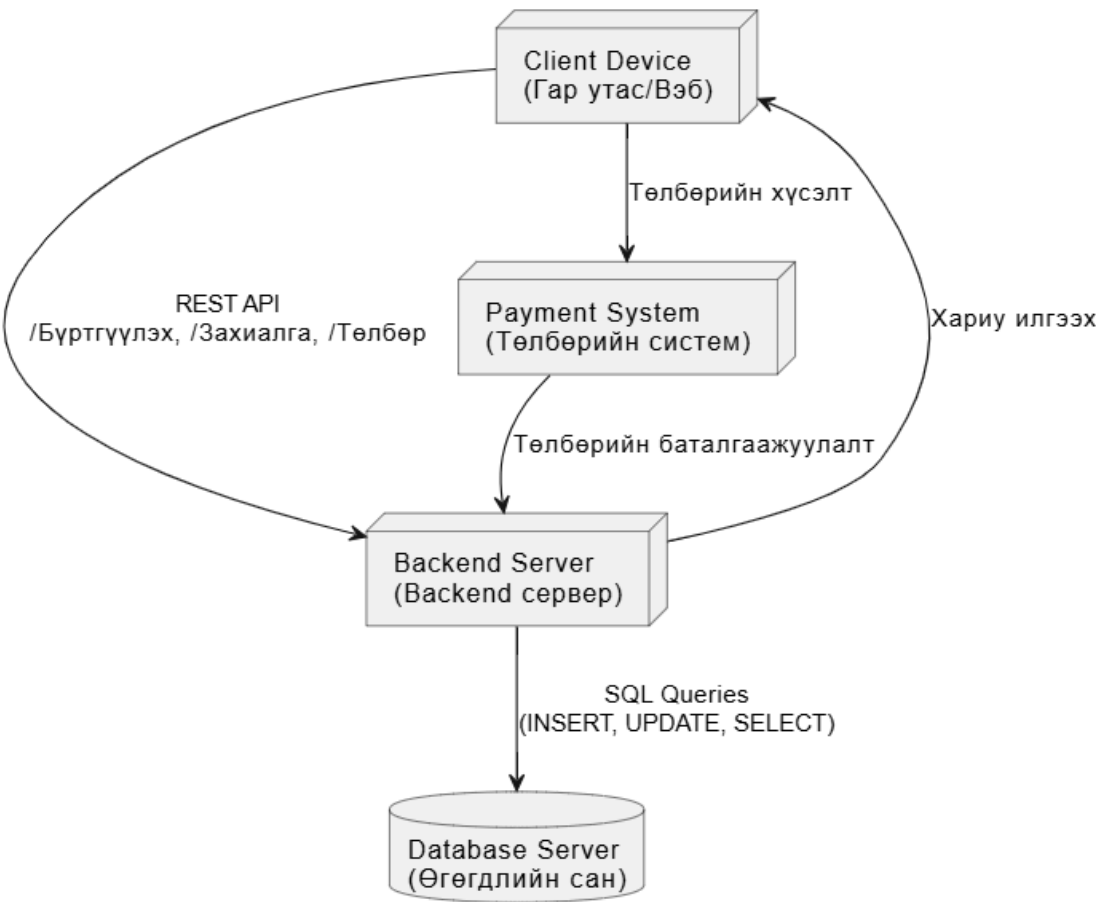 Client Device
(Гар утас/Вэб)
Төлбөрийн хүсэлт
REST API
/Бүртгүүлэх, /Захиалга, /Төлбөр
Payment System
(Төлбөрийн систем)
Хариу илгээх
Төлбөрийн баталгаажуулалт
Backend Server
(Backend сервер)
SQL Queries
(INSERT, UPDATE, SELECT)
Database Server
(Өгөгдлийн сан)